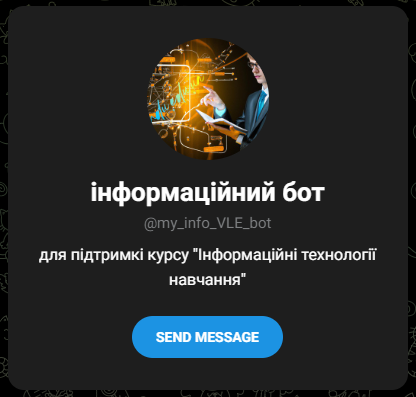 інформаційний бот
@my_info_VLE_bot
для підтримкі курсу "Інформаційні технології
навчання"
SEND MESSAGE